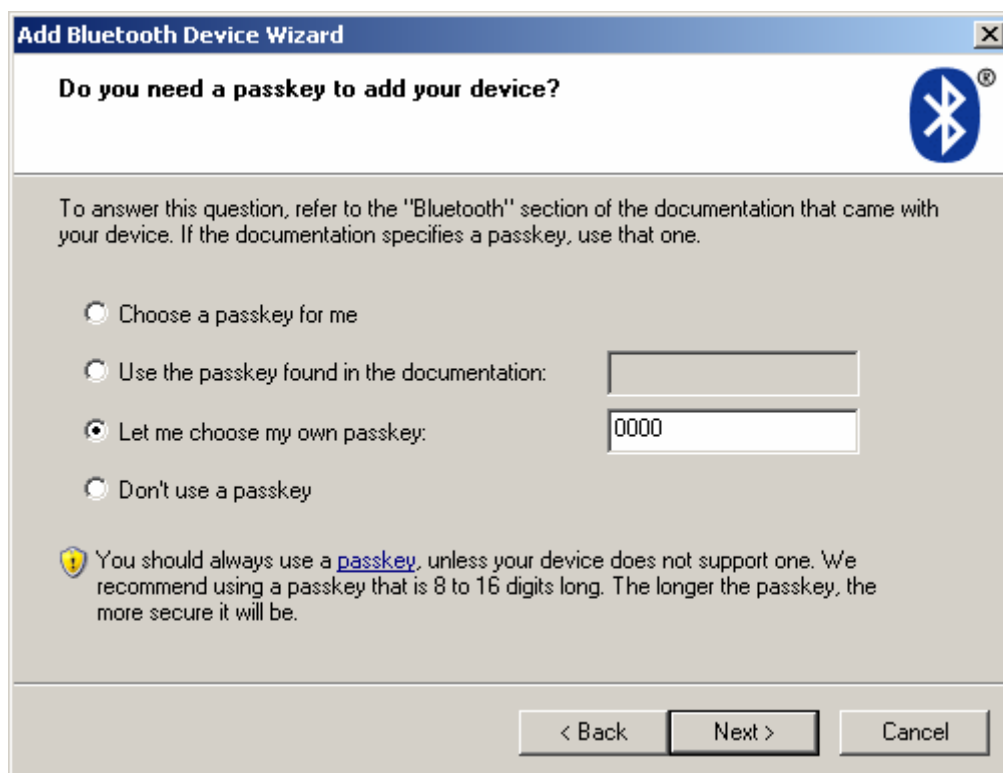 Add Bluetooth Device Wizard
Do you need a passkey to add your device?
®
To answer this question, refer to the "Bluetooth" section of the documentation that came with
your device. If the documentation specifies a passkey, use that one.
Choose a passkey for me
Use the passkey found in the documentation:
Let me choose my own passkey: 0000
Don't use a passkey
You should always use a passkey, unless your device does not support one. We
recommend using a passkey that is 8 to 16 digits long. The longer the passkey, the
more secure it will be.
< Back Next > Cancel